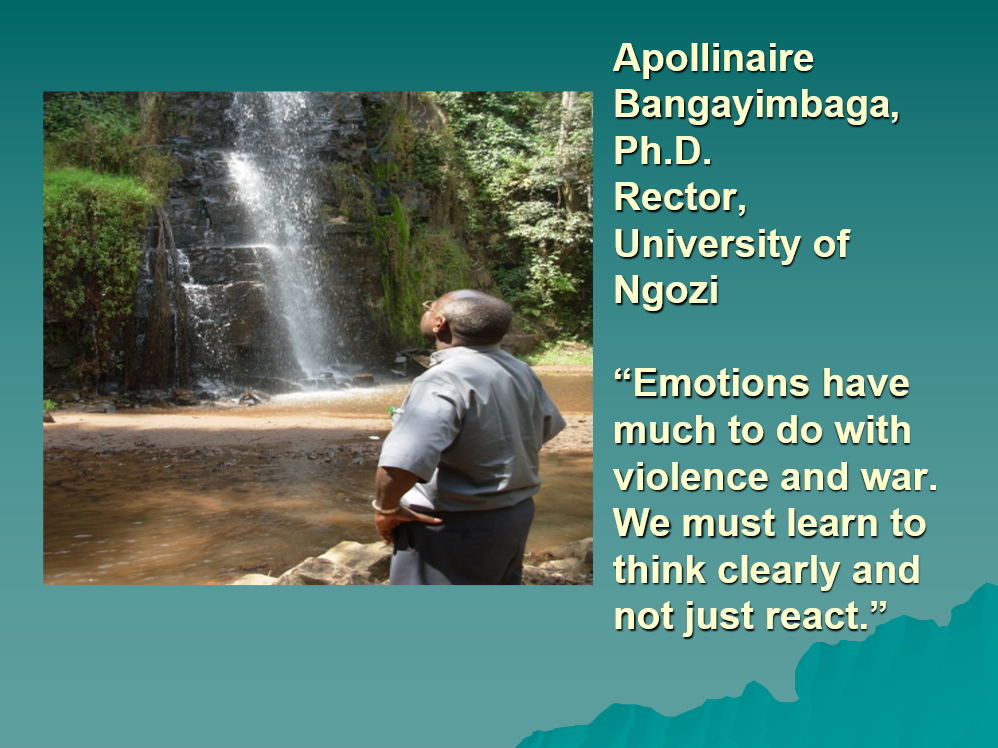 Apollinaire
Bangayimbaga,
Ph.D.
Rector,
University of
Ngozi
“Emotions have
much to do with
violence and war.
We must learn to
think clearly and
not just react.”